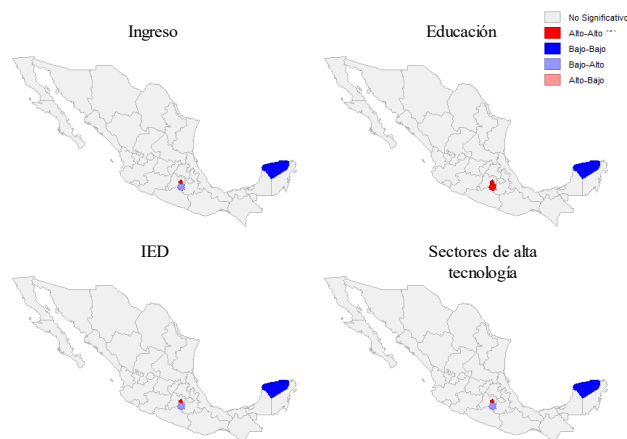 Ingreso
Educación
No Significativo
Alto-Alto
Bajo-Bajo
Bajo-Alto
Alto-Bajo
IED
Sectores de alta
tecnología